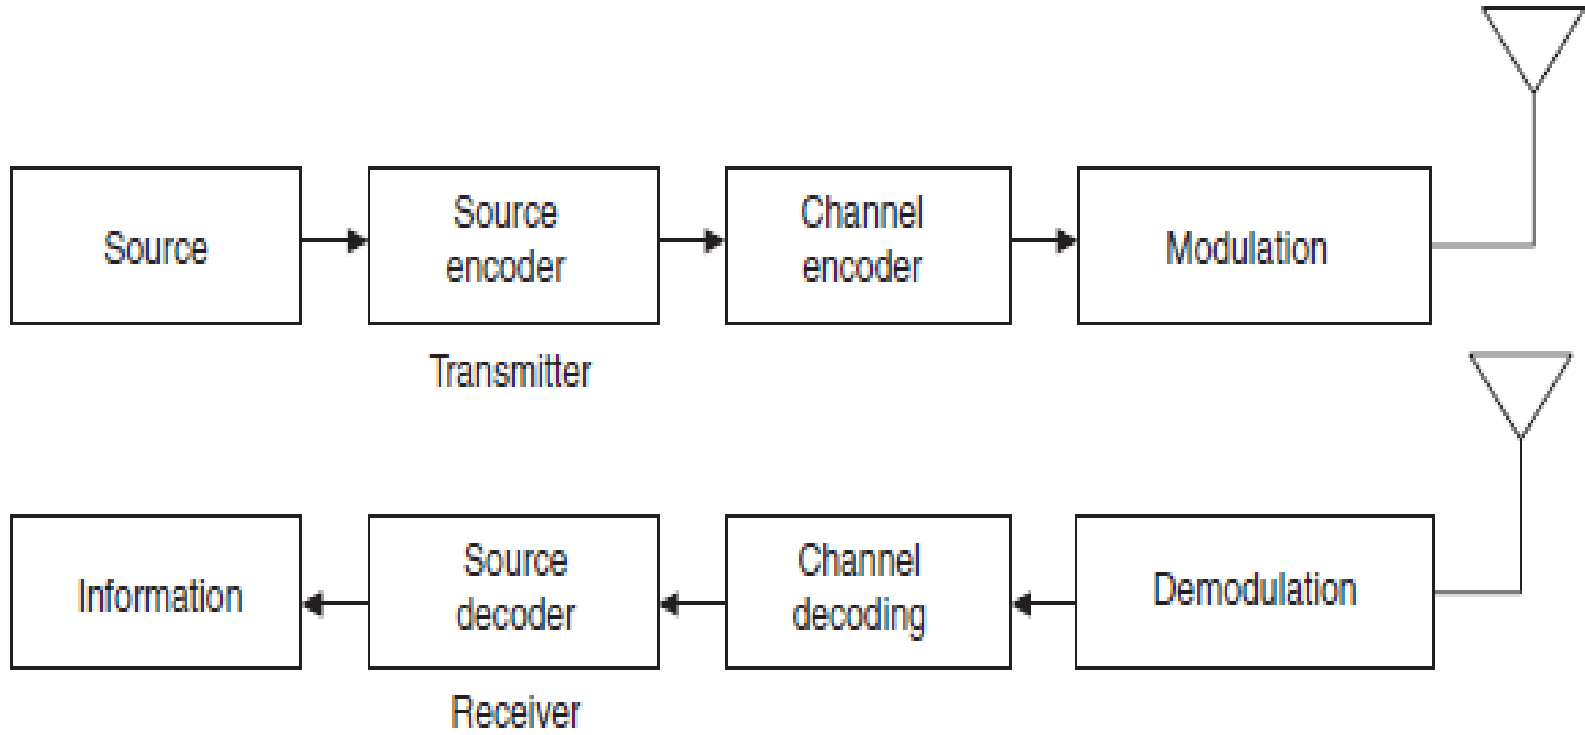 Source
Source
encoder
Channel
encoder
Modulation
Transmitter
Information
Source
decoder
Channel
decoding
Demodulation
Receiver